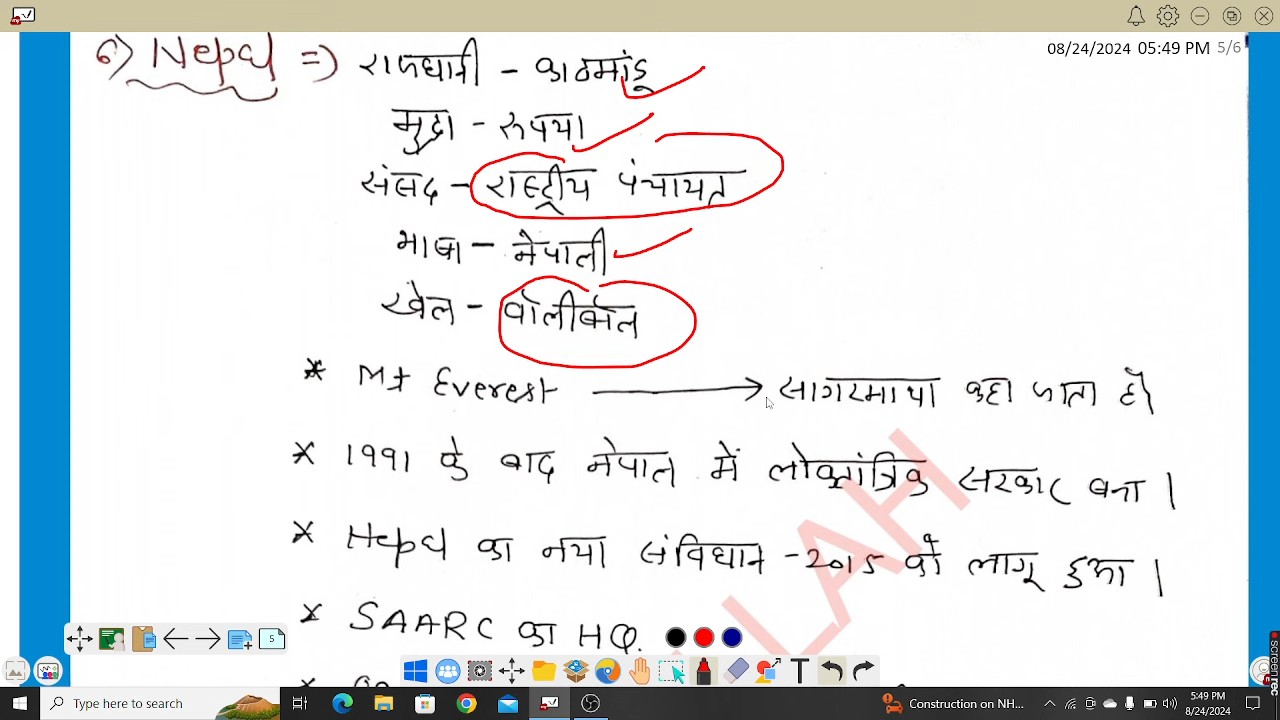 08/24/2024 05:49 PM 5/6
6) Nepal => राजधानी - काठमांडू
मुद्रा - रुपया
संसद - राष्ट्रीय पंचायत
भाषा - नेपाली
खेल - वॉलीबॉल
* Mt Everest → सागरमाथा कहा जाता है।
* 1991 के बाद नेपाल में लोकतांत्रिक सरकार बना।
* Nepal का नया संविधान - 2015 को लागू हुआ।
* SAARC का HQ.
LAH
5
T
Type here to search
Construction on NH...
5:49 PM
8/24/2024